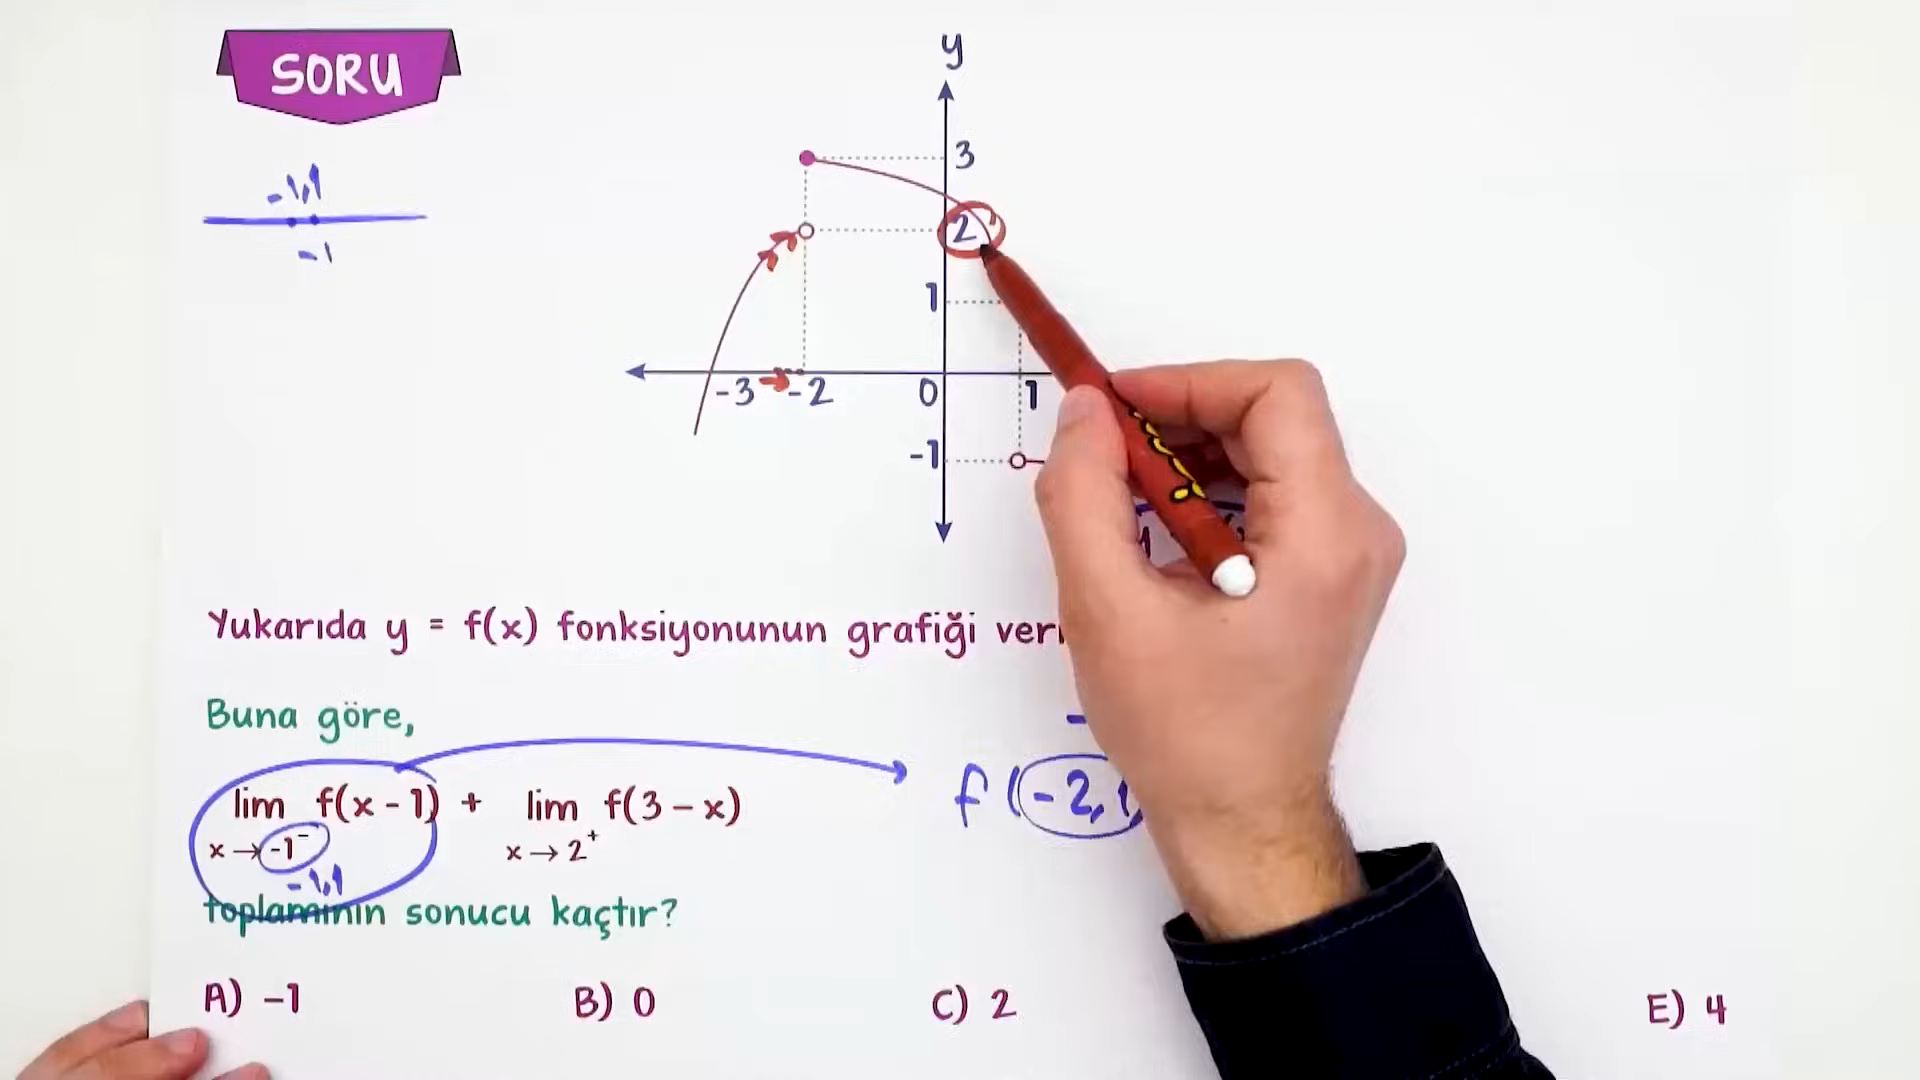 SORU
y
-1,1
-1
3
2
1
-3 -2 0 1
-1
Yukarıda y = f(x) fonksiyonunun grafiği
Buna göre,
lim f(x - 1) + lim f(3 - x)
x → -1⁻ x → 2⁺
-1,1
f(-2,1
toplamının sonucu kaçtır?
A) -1 B) 0 C) 2 E) 4